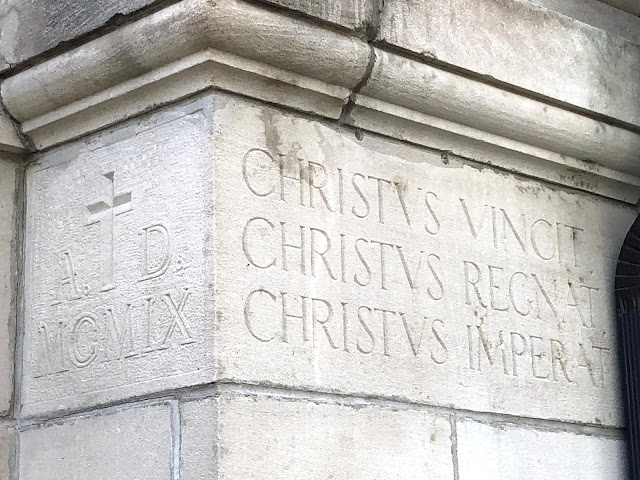 A. D.
MCMIX
CHRISTVS VINCIT
CHRISTVS REGNAT
CHRISTVS IMPERAT